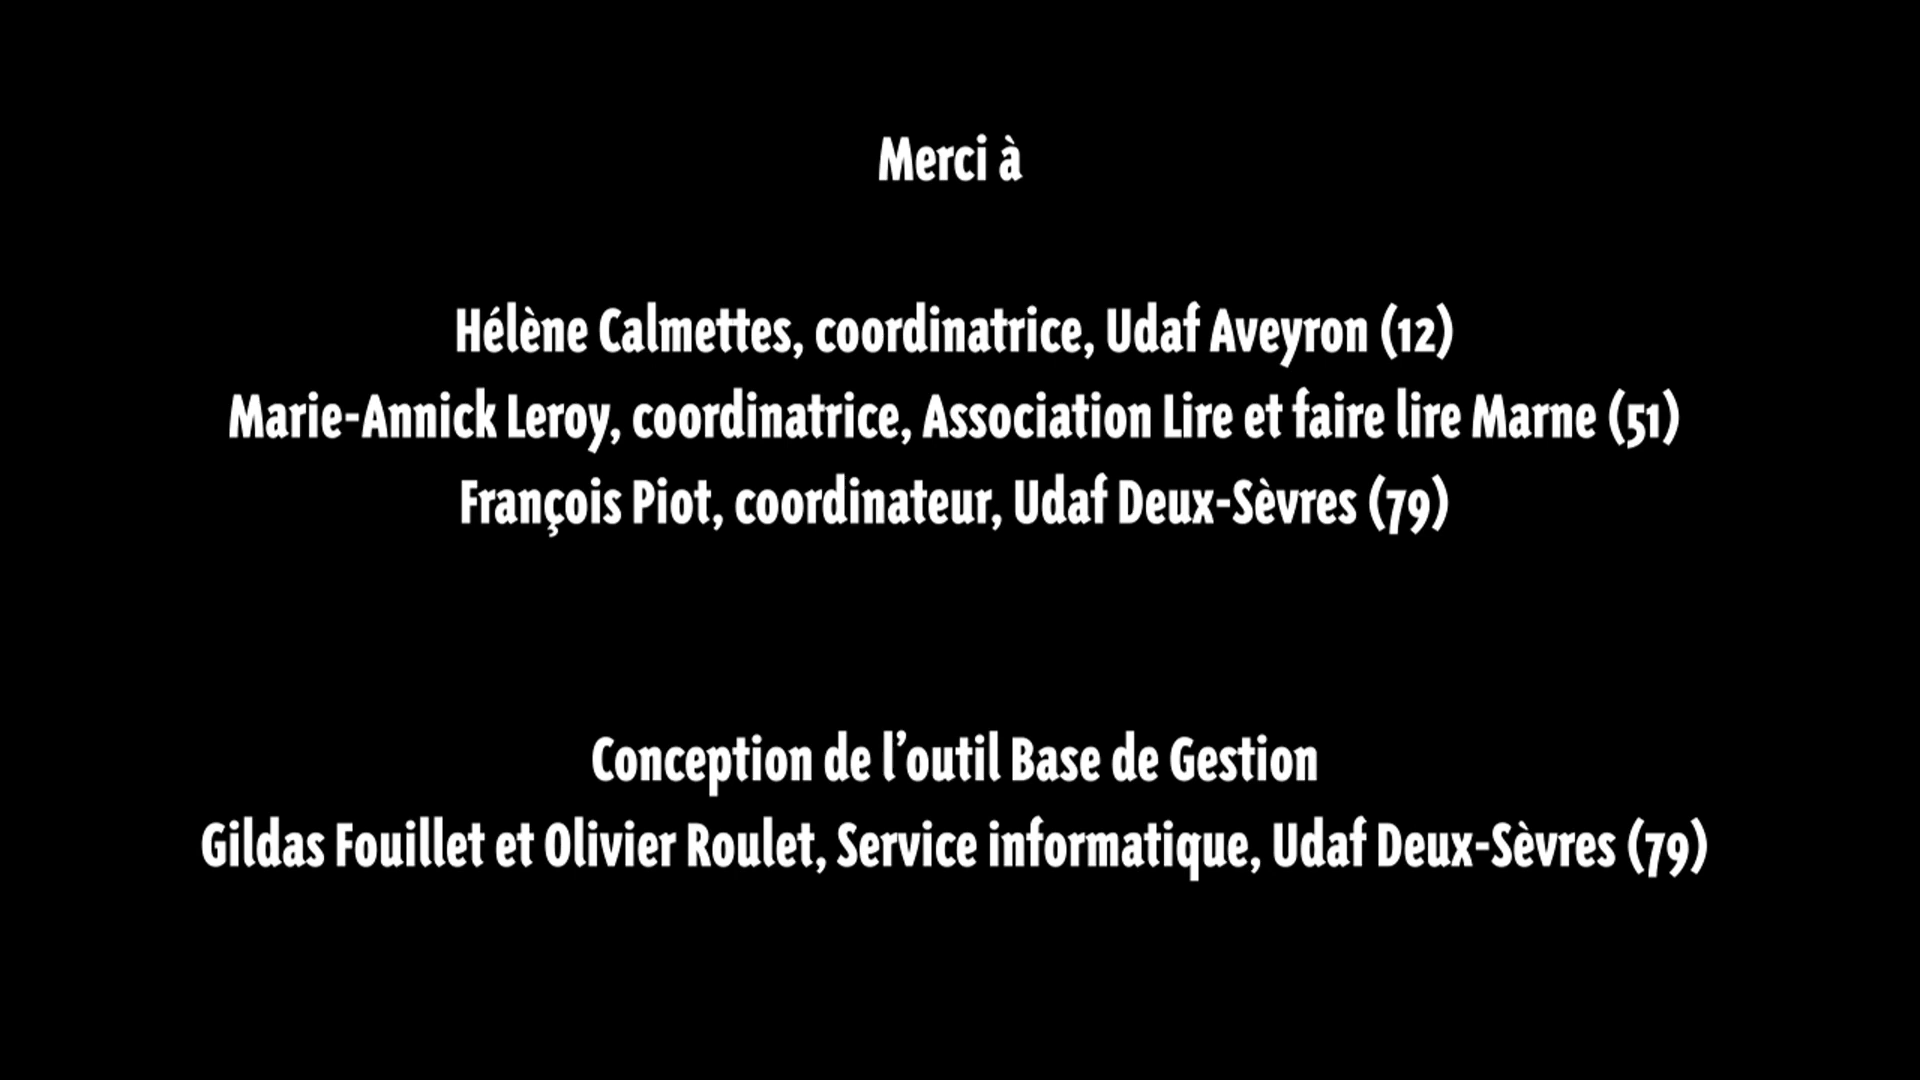 Merci à
Hélène Calmettes, coordinatrice, Udaf Aveyron (12)
Marie-Annick Leroy, coordinatrice, Association Lire et faire lire Marne (51)
François Piot, coordinateur, Udaf Deux-Sèvres (79)
Conception de l’outil Base de Gestion
Gildas Fouillet et Olivier Roulet, Service informatique, Udaf Deux-Sèvres (79)